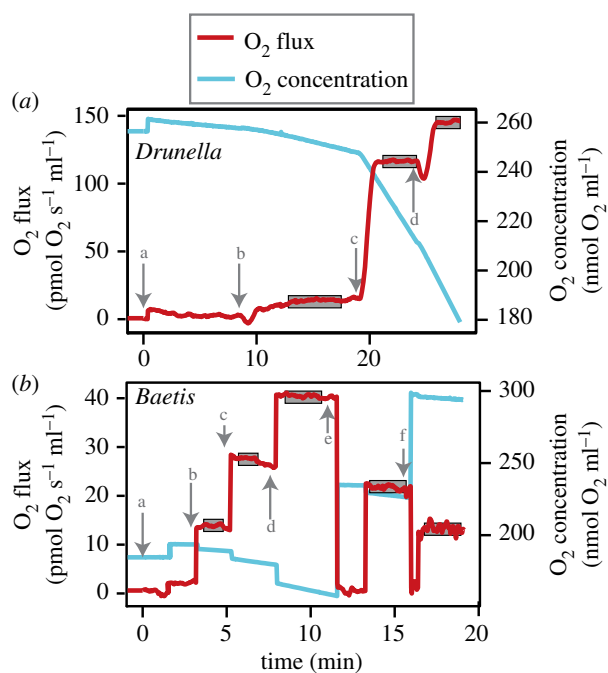 O2 flux
O2 concentration
(a)
150
100
50
0
O2 flux
(pmol O2 s−1 ml−1)
Drunella
a
b
c
d
260
240
220
200
180
O2 concentration
(nmol O2 ml−1)
0
10
20
(b)
40
30
20
10
0
O2 flux
(pmol O2 s−1 ml−1)
Baetis
a
b
c
d
e
f
300
250
200
O2 concentration
(nmol O2 ml−1)
0
5
10
15
20
time (min)